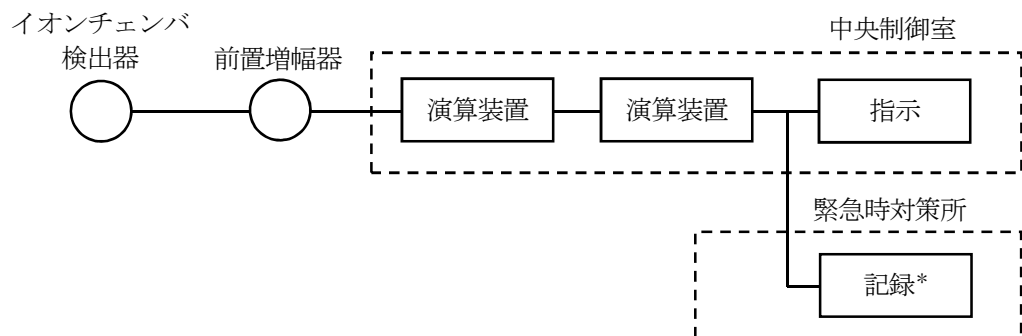 イオンチェンバ
検出器
前置増幅器
中央制御室
演算装置
演算装置
指示
緊急時対策所
記録*